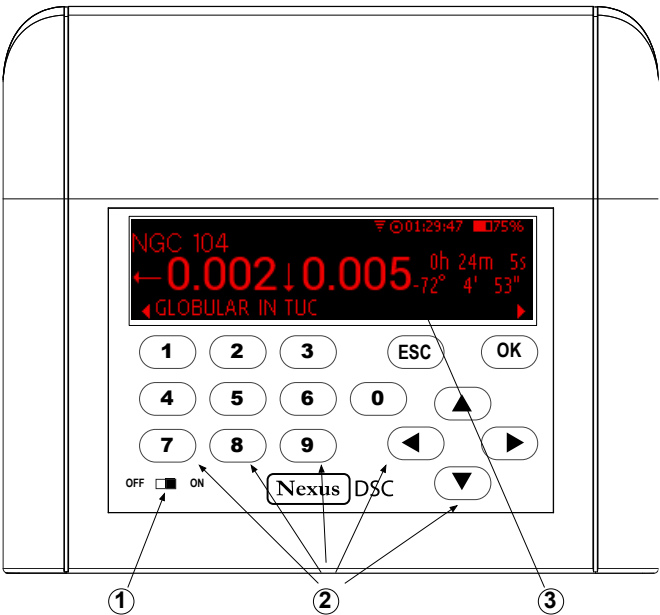 01:29:47 75%
NGC 104
←0.002↓0.005 0h 24m 5s
-72° 4' 53"
◀GLOBULAR IN TUC ▶
1 2 3 ESC OK
4 5 6 0 ▲
7 8 9 ◀ ▶
OFF ON Nexus DSC ▼
1 2 3